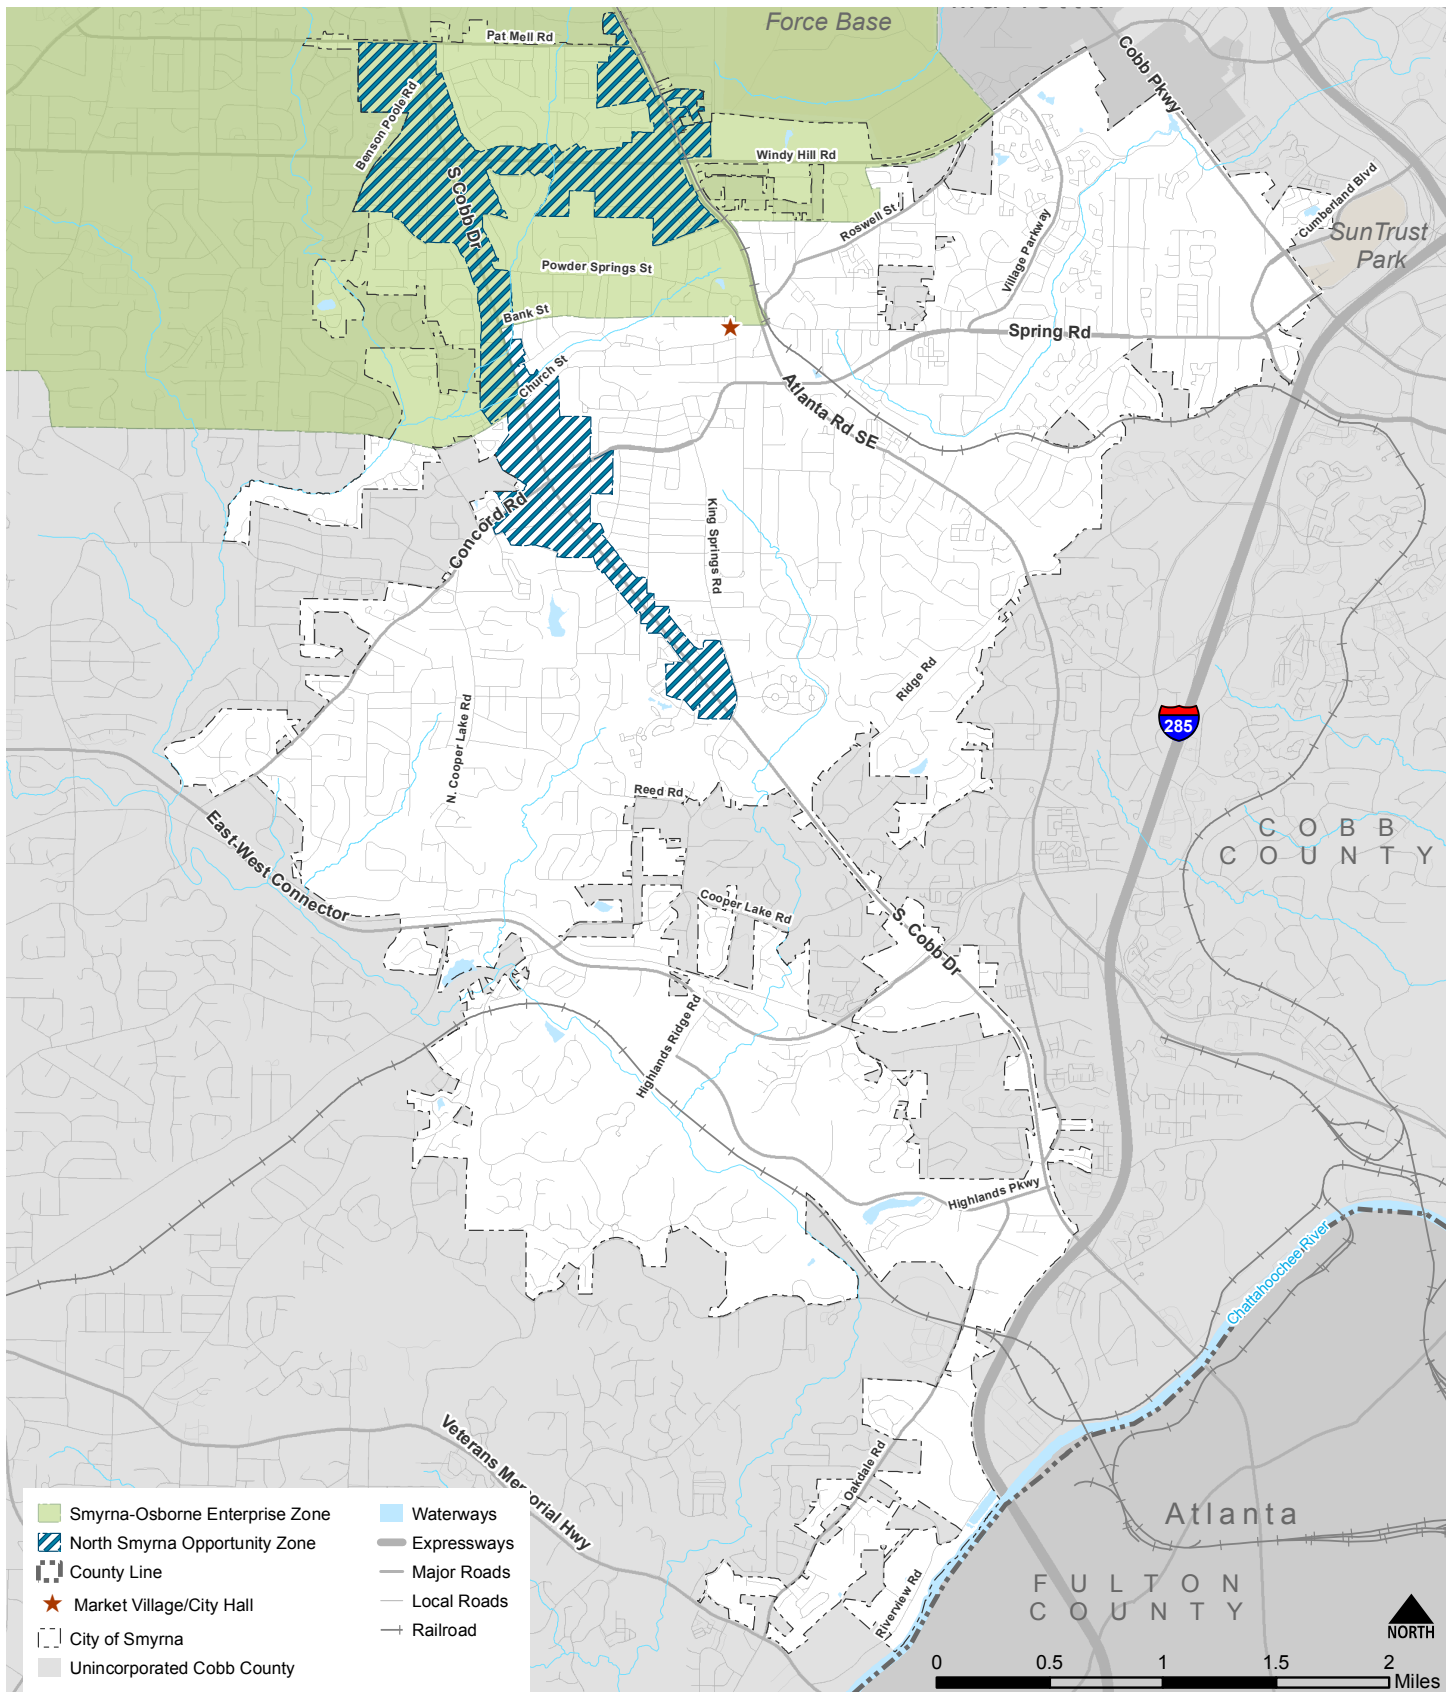 Force Base
Pat Mell Rd
Cobb Pkwy
Benson Poole Rd
Windy Hill Rd
S Cobb Dr
Roswell St
Village Parkway
Cumberland Blvd
SunTrust
Park
Powder Springs St
Bank St
Spring Rd
Church St
Atlanta Rd SE
Concord Rd
King Springs Rd
Ridge Rd
285
N. Cooper Lake Rd
Reed Rd
East-West Connector
COBB
COUNTY
Cooper Lake Rd
S. Cobb Dr
Highlands Ridge Rd
Highlands Pkwy
Chattahoochee River
Veterans Memorial Hwy
Oakdale Rd
Riverview Rd
Atlanta
FULTON
COUNTY
Smyrna-Osborne Enterprise Zone
North Smyrna Opportunity Zone
County Line
Market Village/City Hall
City of Smyrna
Unincorporated Cobb County
Waterways
Expressways
Major Roads
Local Roads
Railroad
NORTH
0 0.5 1 1.5 2
Miles